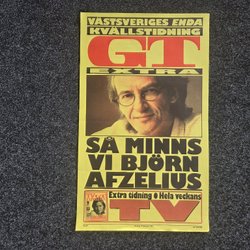 VÄSTSVERIGES ENDA
KVÄLLSTIDNING
GT
EXTRA
SÅ MINNS
VI BJÖRN
AFZELIUS
Extra tidning & Hela veckans
TV